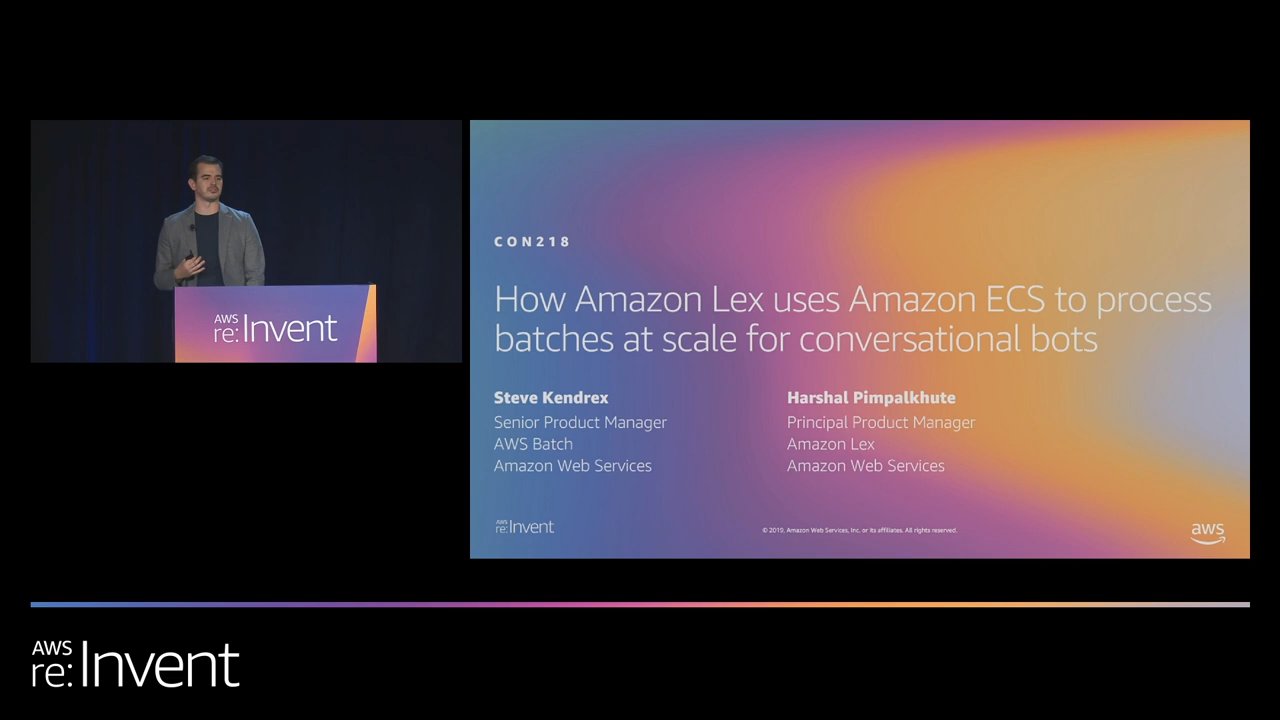 AWS
re:Invent
CON218
How Amazon Lex uses Amazon ECS to process
batches at scale for conversational bots
Steve Kendrex
Senior Product Manager
AWS Batch
Amazon Web Services
Harshal Pimpalkhute
Principal Product Manager
Amazon Lex
Amazon Web Services
AWS
re:Invent
© 2019, Amazon Web Services, Inc. or its affiliates. All rights reserved.
aws
AWS
re:Invent